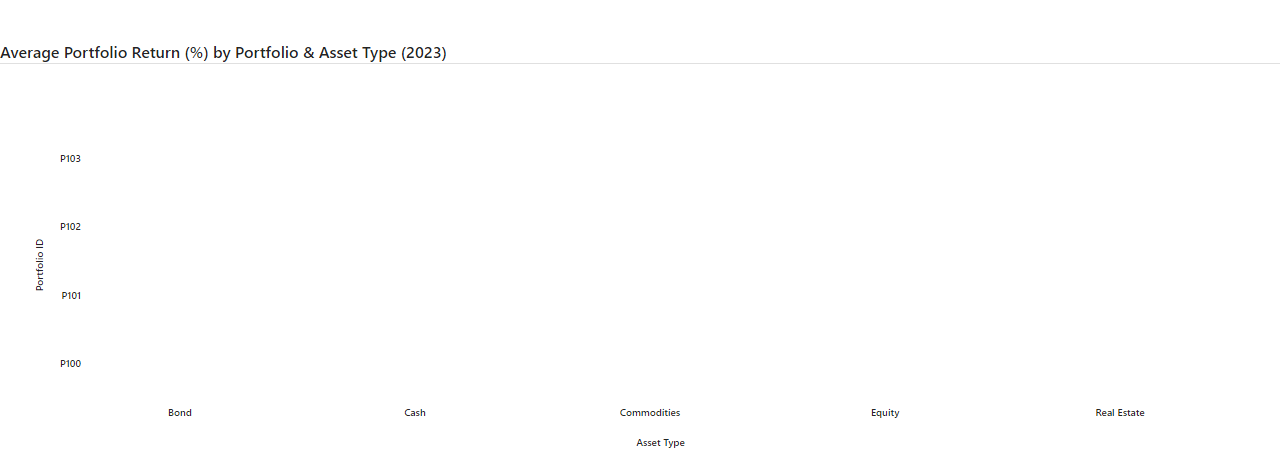 Average Portfolio Return (%) by Portfolio & Asset Type (2023)
P103
P102
Portfolio ID
P101
P100
Bond Cash Commodities Equity Real Estate
Asset Type